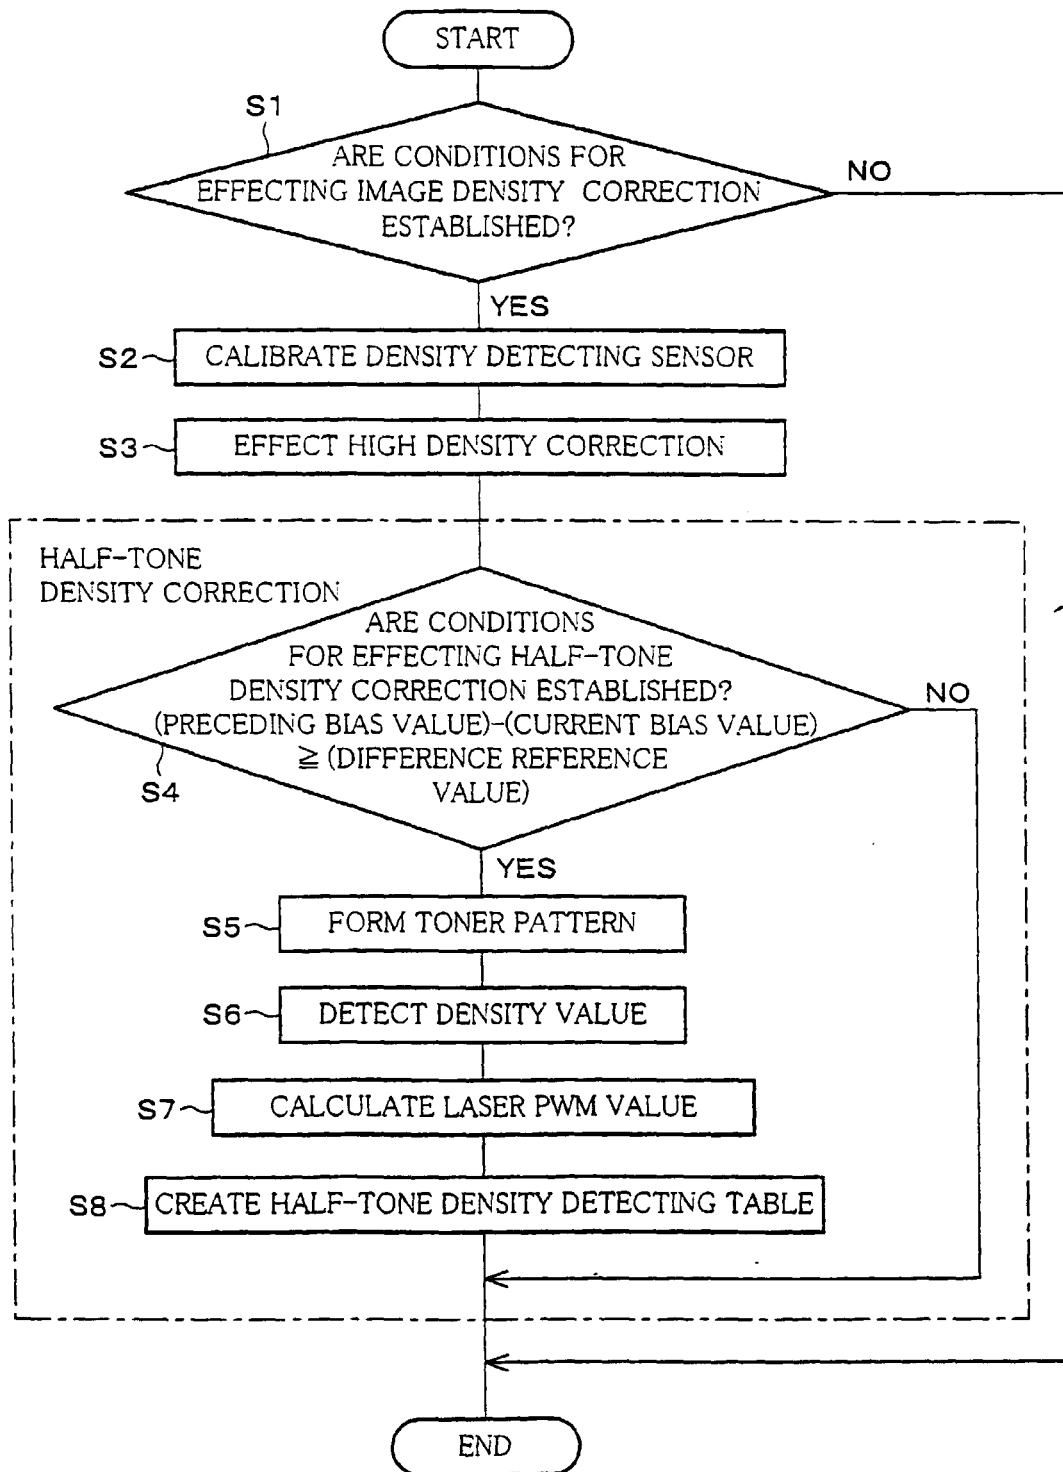 START
S1
ARE CONDITIONS FOR
EFFECTING IMAGE DENSITY CORRECTION
ESTABLISHED?
NO
YES
S2
CALIBRATE DENSITY DETECTING SENSOR
S3
EFFECT HIGH DENSITY CORRECTION
HALF-TONE
DENSITY CORRECTION
ARE CONDITIONS
FOR EFFECTING HALF-TONE
DENSITY CORRECTION ESTABLISHED?
(PRECEDING BIAS VALUE)-(CURRENT BIAS VALUE)
≧ (DIFFERENCE REFERENCE
VALUE)
S4
NO
YES
S5
FORM TONER PATTERN
S6
DETECT DENSITY VALUE
S7
CALCULATE LASER PWM VALUE
S8
CREATE HALF-TONE DENSITY DETECTING TABLE
END